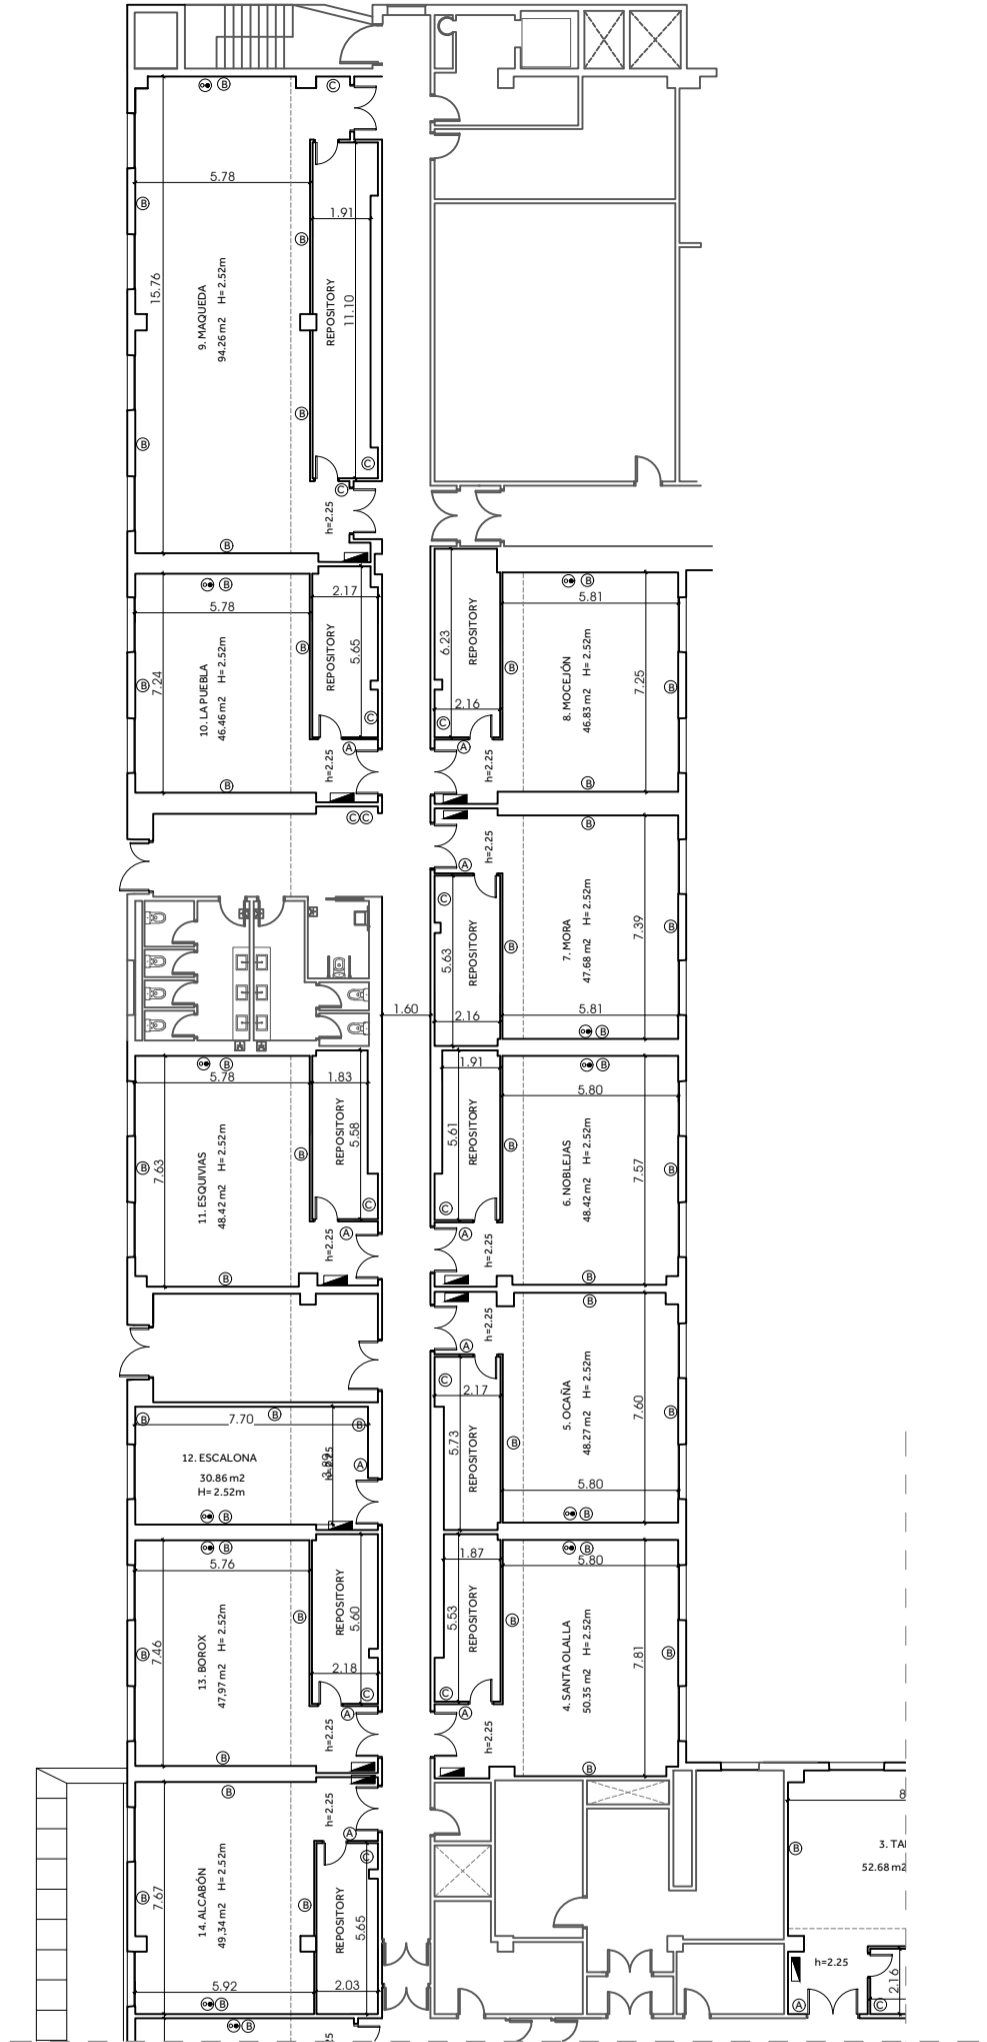 B
C
5.78
B
1.91
B
15.76
9. MAQUEDA
94.26 m2 H= 2.52m
REPOSITORY
11.10
B
B
C
C
h=2.25
B
B
5.78
2.17
B
B
7.24
10. LA PUEBLA
46.46 m2 H= 2.52m
REPOSITORY
5.65
C
A
h=2.25
B
C C
6.23
REPOSITORY
2.16
C
A
h=2.25
B
5.81
B
8. MOCEJÓN
46.83 m2 H= 2.52m
7.25
B
B
B
h=2.25
A
C
5.63
REPOSITORY
2.16
B
7. MORA
47.68 m2 H= 2.52m
7.39
B
5.81
B
1.60
B
5.78
1.83
B
B
7.63
11. ESQUIVIAS
48.42 m2 H= 2.52m
REPOSITORY
5.58
C
A
h=2.25
B
1.91
5.61
REPOSITORY
C
A
h=2.25
B
5.80
B
6. NOBLEJAS
48.42 m2 H= 2.52m
7.57
B
B
B
h=2.25
A
C
2.17
5.73
REPOSITORY
B
5. OCAÑA
48.27 m2 H= 2.52m
7.60
B
5.80
B
B
7.70
B
B
12. ESCALONA
30.86 m2
H= 2.52m
A
B
B
5.76
B
B
7.46
13. BOROX
47,97 m2 H= 2.52m
REPOSITORY
5.60
2.18
C
A
h=2.25
B
1.87
5.53
REPOSITORY
C
A
h=2.25
B
5.80
B
4. SANTA OLALLA
50.35 m2 H= 2.52m
7.81
B
B
B
h=2.25
A
C
B
7.67
14. ALCABÓN
49,34 m2 H= 2.52m
B
REPOSITORY
5.65
5.92
2.03
B
B
8
B
3. TA
52.68 m2
h=2.25
2.16
A
C
25